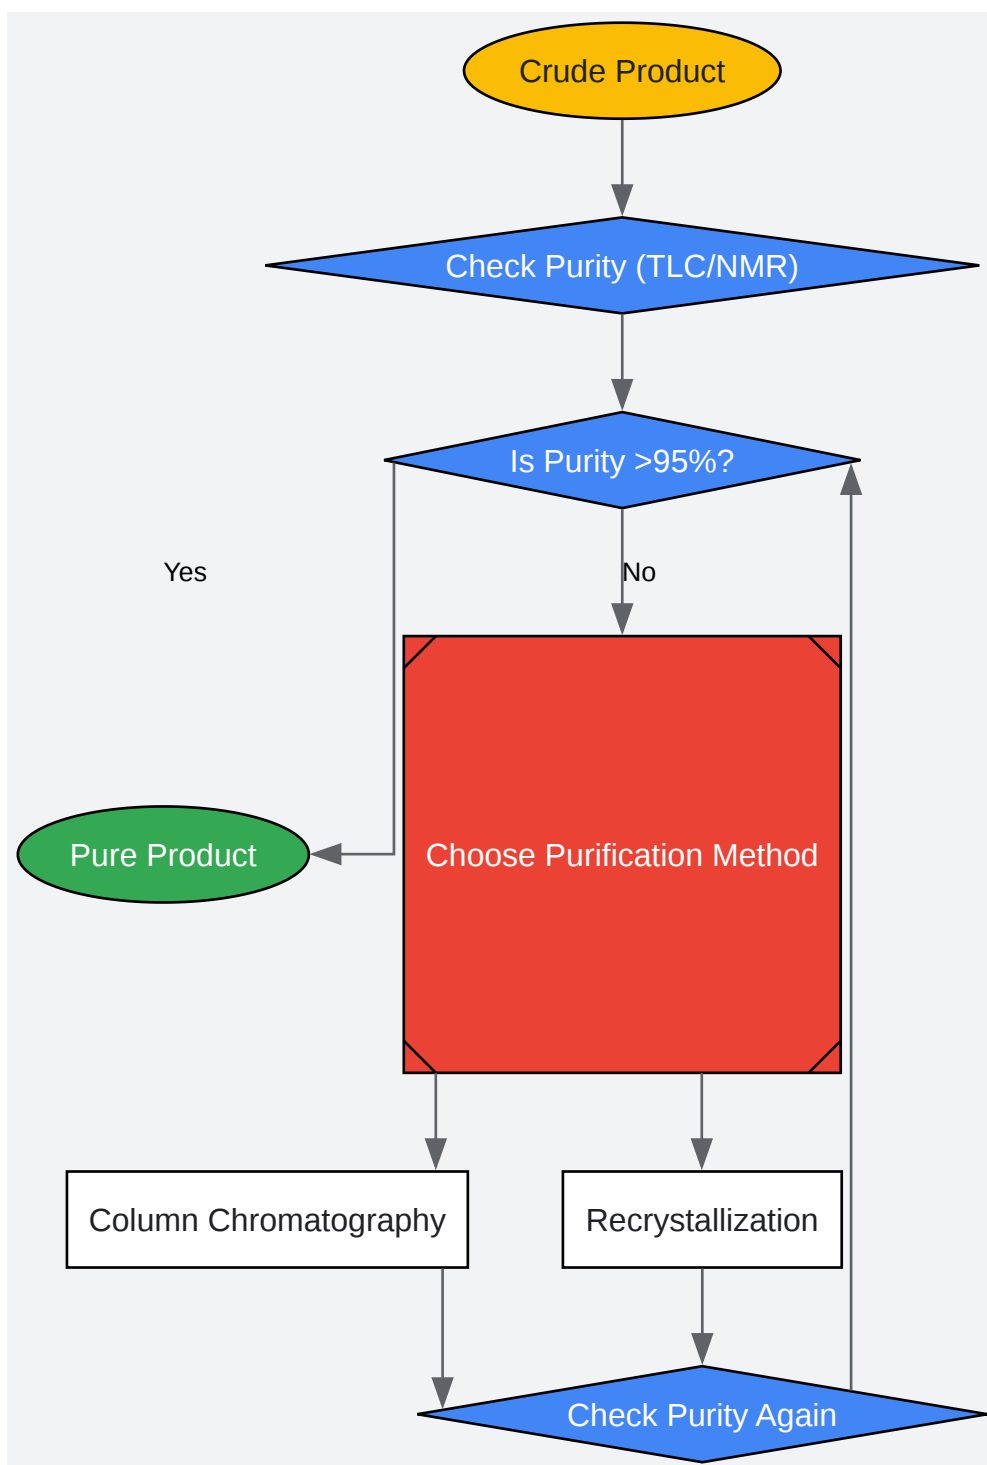 Crude Product
Check Purity (TLC/NMR)
Is Purity >95%?
Yes
No
Pure Product
Choose Purification Method
Column Chromatography
Recrystallization
Check Purity Again